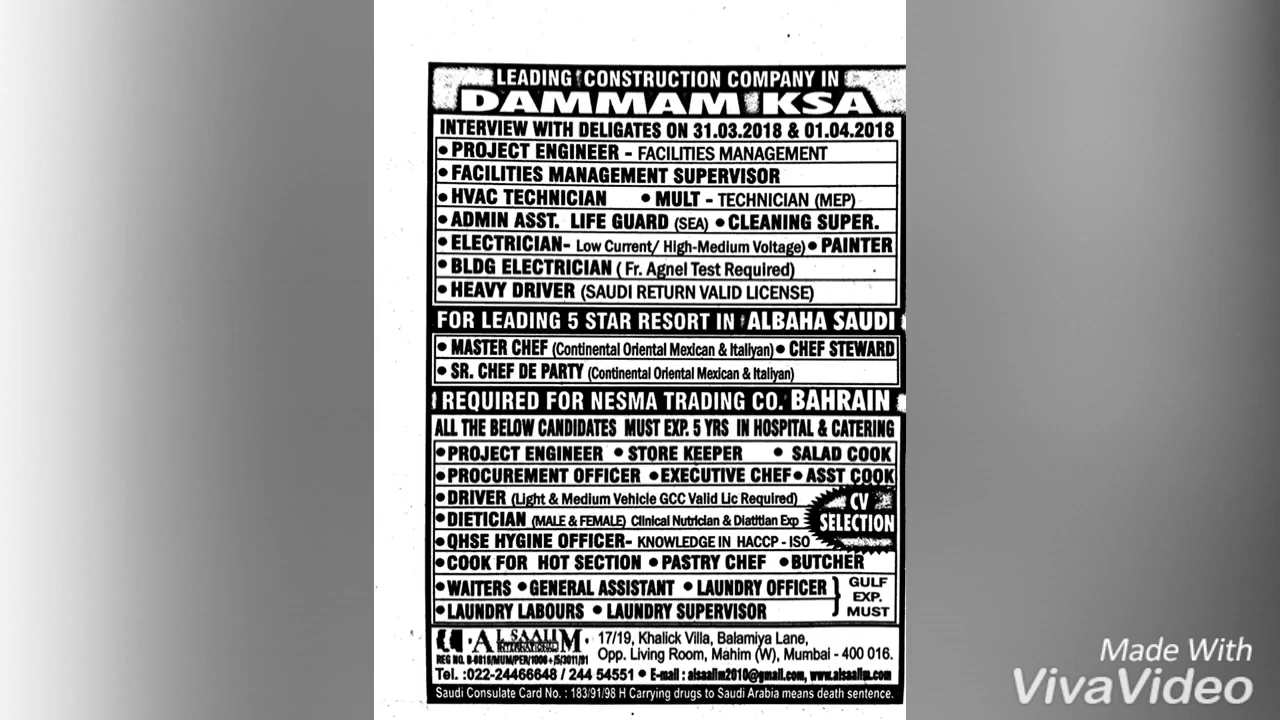 LEADING CONSTRUCTION COMPANY IN
DAMMAM KSA
INTERVIEW WITH DELIGATES ON 31.03.2018 & 01.04.2018
• PROJECT ENGINEER - FACILITIES MANAGEMENT
• FACILITIES MANAGEMENT SUPERVISOR
• HVAC TECHNICIAN • MULT - TECHNICIAN (MEP)
• ADMIN ASST. LIFE GUARD (SEA) • CLEANING SUPER.
• ELECTRICIAN- Low Current/ High-Medium Voltage) • PAINTER
• BLDG ELECTRICIAN ( Fr. Agnel Test Required)
• HEAVY DRIVER (SAUDI RETURN VALID LICENSE)
FOR LEADING 5 STAR RESORT IN ALBAHA SAUDI
• MASTER CHEF (Continental Oriental Mexican & Italiyan) • CHEF STEWARD
• SR. CHEF DE PARTY (Continental Oriental Mexican & Italiyan)
REQUIRED FOR NESMA TRADING CO. BAHRAIN
ALL THE BELOW CANDIDATES MUST EXP. 5 YRS IN HOSPITAL & CATERING
• PROJECT ENGINEER • STORE KEEPER • SALAD COOK
• PROCUREMENT OFFICER • EXECUTIVE CHEF • ASST COOK
• DRIVER (Light & Medium Vehicle GCC Valid Lic Required)
• DIETICIAN (MALE & FEMALE) Clinical Nutrician & Diatitian Exp
• QHSE HYGINE OFFICER- KNOWLEDGE IN HACCP - ISO
CV
SELECTION
• COOK FOR HOT SECTION • PASTRY CHEF • BUTCHER
• WAITERS • GENERAL ASSISTANT • LAUNDRY OFFICER
• LAUNDRY LABOURS • LAUNDRY SUPERVISOR
GULF
EXP.
MUST
AL SAALIM
17/19, Khalick Villa, Balamiya Lane,
Opp. Living Room, Mahim (W), Mumbai - 400 016.
Tel. :022-24466648 / 244 54551 • E-mail : alsaalim2010@gmail.com, www.alsaalim.com
Saudi Consulate Card No. : 183/91/98 H Carrying drugs to Saudi Arabia means death sentence.
Made With
VivaVideo